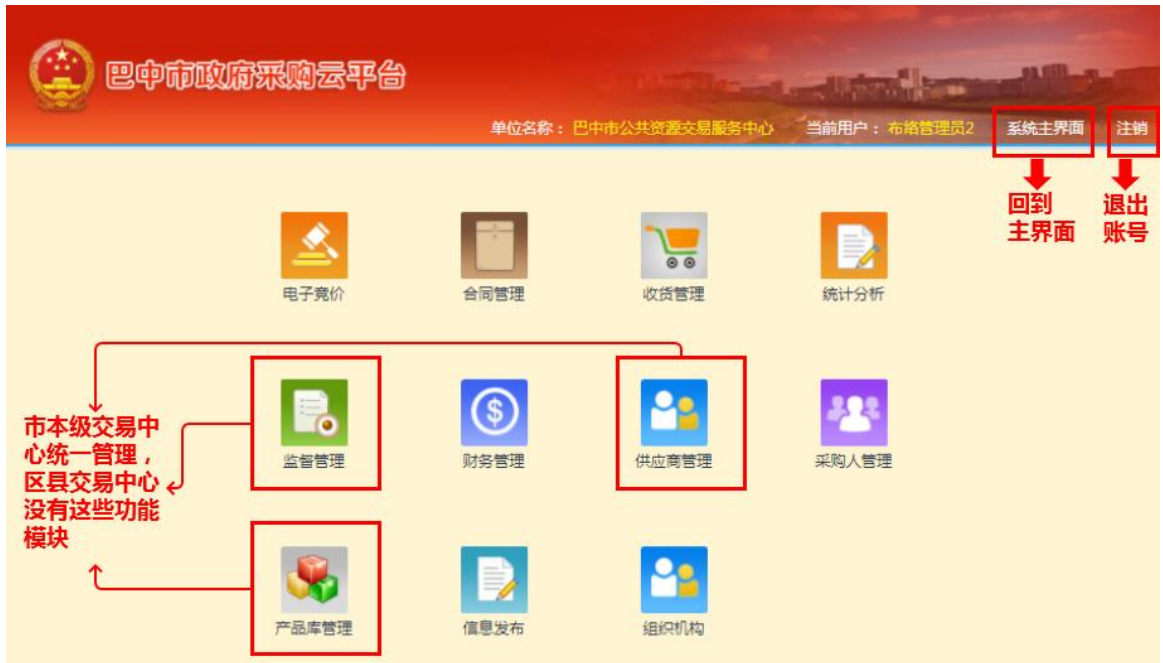 巴中市政府采购云平台
单位名称：巴中市公共资源交易服务中心 当前用户：布络管理员2 系统主界面 注销
回到
主界面
退出
账号
电子竞价 合同管理 收货管理 统计分析
市本级交易中
心统一管理，
区县交易中心
没有这些功能
模块
监督管理 财务管理 供应商管理 采购人管理
产品库管理 信息发布 组织机构